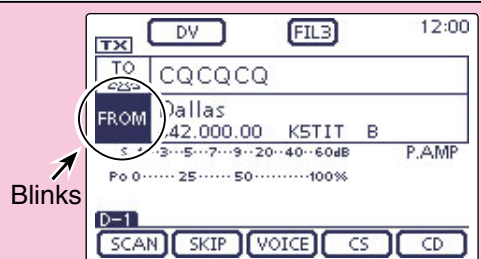 DV FIL3 12:00
TX
TO CQCQCQ
FROM Dallas
42.000.00 K5TIT B
S 1··3··5··7··9··20··40··60dB P.AMP
Po 0······25······50·········100%
Blinks
D-1
SCAN SKIP VOICE CS CD